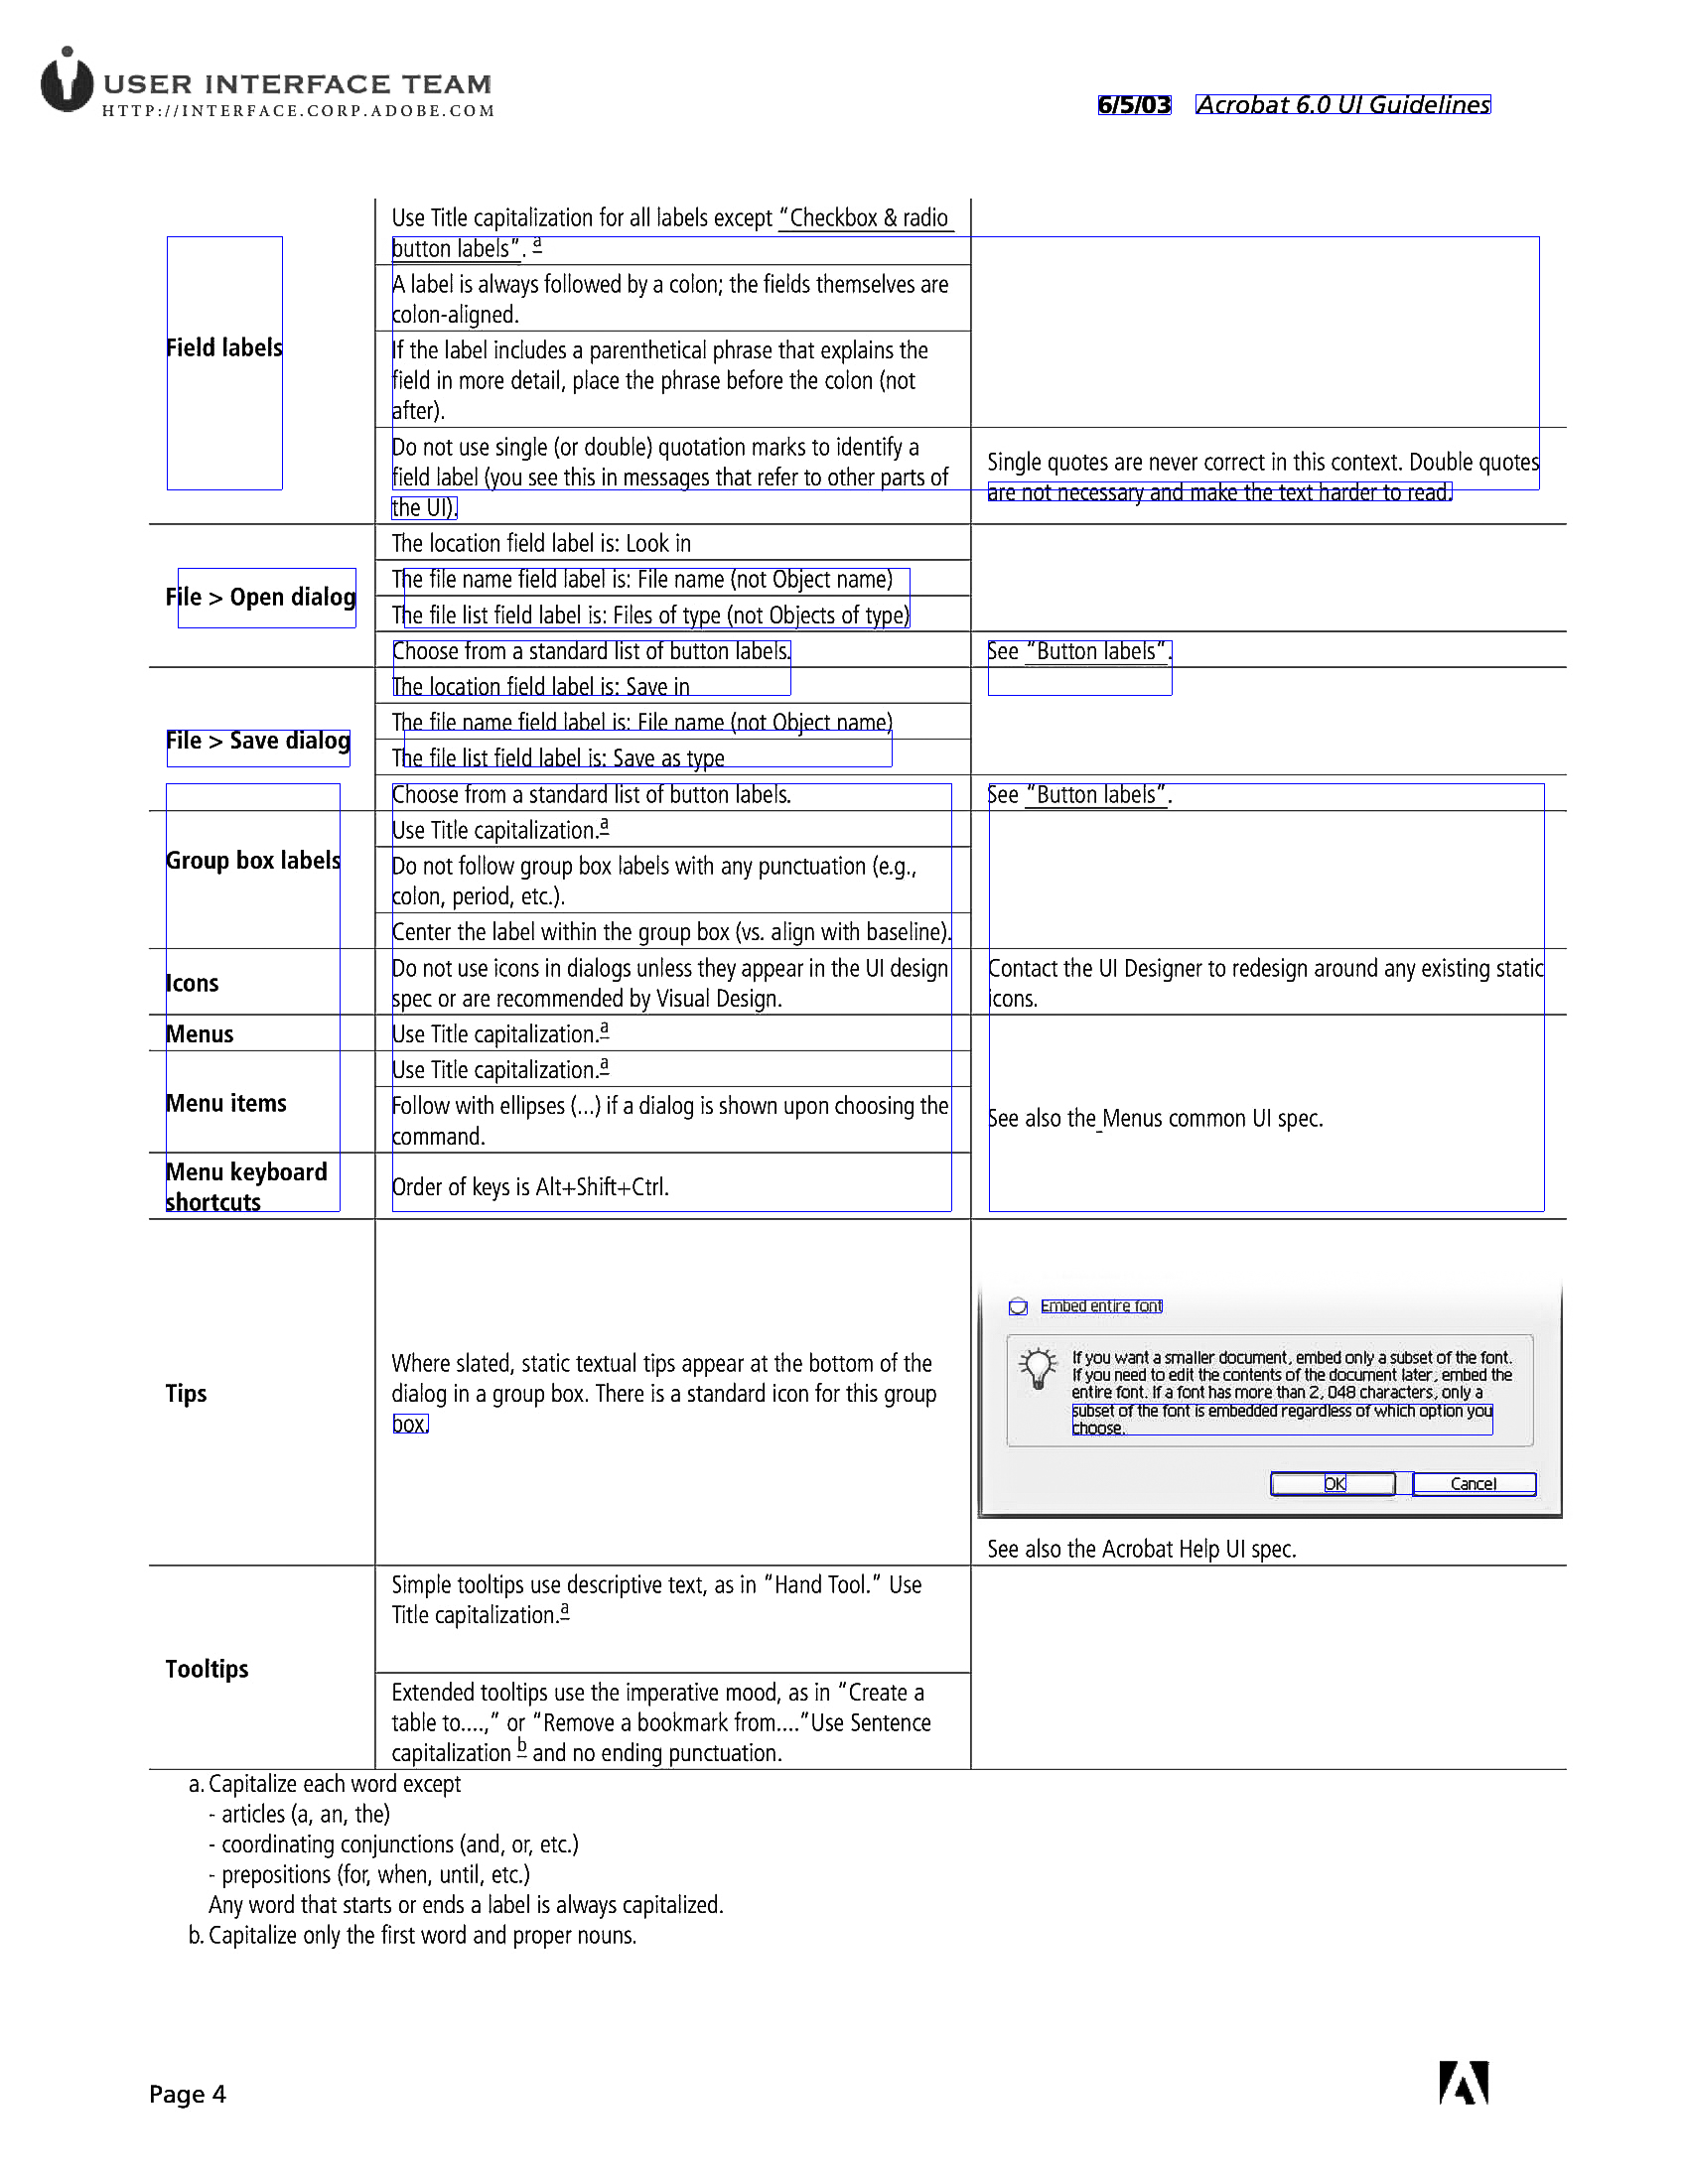 USER INTERFACE TEAM
HTTP://INTERFACE.CORP.ADOBE.COM
6/5/03 Acrobat 6.0 UI Guidelines
Field labels
Use Title capitalization for all labels except “Checkbox & radio
button labels”. a
A label is always followed by a colon; the fields themselves are
colon-aligned.
If the label includes a parenthetical phrase that explains the
field in more detail, place the phrase before the colon (not
after).
Do not use single (or double) quotation marks to identify a
field label (you see this in messages that refer to other parts of
the UI).
Single quotes are never correct in this context. Double quotes
are not necessary and make the text harder to read.
File > Open dialog
The location field label is: Look in
The file name field label is: File name (not Object name)
The file list field label is: Files of type (not Objects of type)
Choose from a standard list of button labels.
See “Button labels”.
File > Save dialog
The location field label is: Save in
The file name field label is: File name (not Object name)
The file list field label is: Save as type
Choose from a standard list of button labels.
See “Button labels”.
Group box labels
Use Title capitalization.a
Do not follow group box labels with any punctuation (e.g.,
colon, period, etc.).
Center the label within the group box (vs. align with baseline).
Icons
Do not use icons in dialogs unless they appear in the UI design
spec or are recommended by Visual Design.
Contact the UI Designer to redesign around any existing static
icons.
Menus
Use Title capitalization.a
Menu items
Use Title capitalization.a
Follow with ellipses (...) if a dialog is shown upon choosing the
command.
See also the Menus common UI spec.
Menu keyboard
shortcuts
Order of keys is Alt+Shift+Ctrl.
Tips
Where slated, static textual tips appear at the bottom of the
dialog in a group box. There is a standard icon for this group
box.
Embed entire font
If you want a smaller document, embed only a subset of the font.
If you need to edit the contents of the document later, embed the
entire font. If a font has more than 2, 048 characters, only a
subset of the font is embedded regardless of which option you
choose.
OK Cancel
See also the Acrobat Help UI spec.
Tooltips
Simple tooltips use descriptive text, as in “Hand Tool.” Use
Title capitalization.a
Extended tooltips use the imperative mood, as in “Create a
table to....,” or “Remove a bookmark from....”Use Sentence
capitalization b and no ending punctuation.
a. Capitalize each word except
- articles (a, an, the)
- coordinating conjunctions (and, or, etc.)
- prepositions (for, when, until, etc.)
Any word that starts or ends a label is always capitalized.
b. Capitalize only the first word and proper nouns.
Page 4